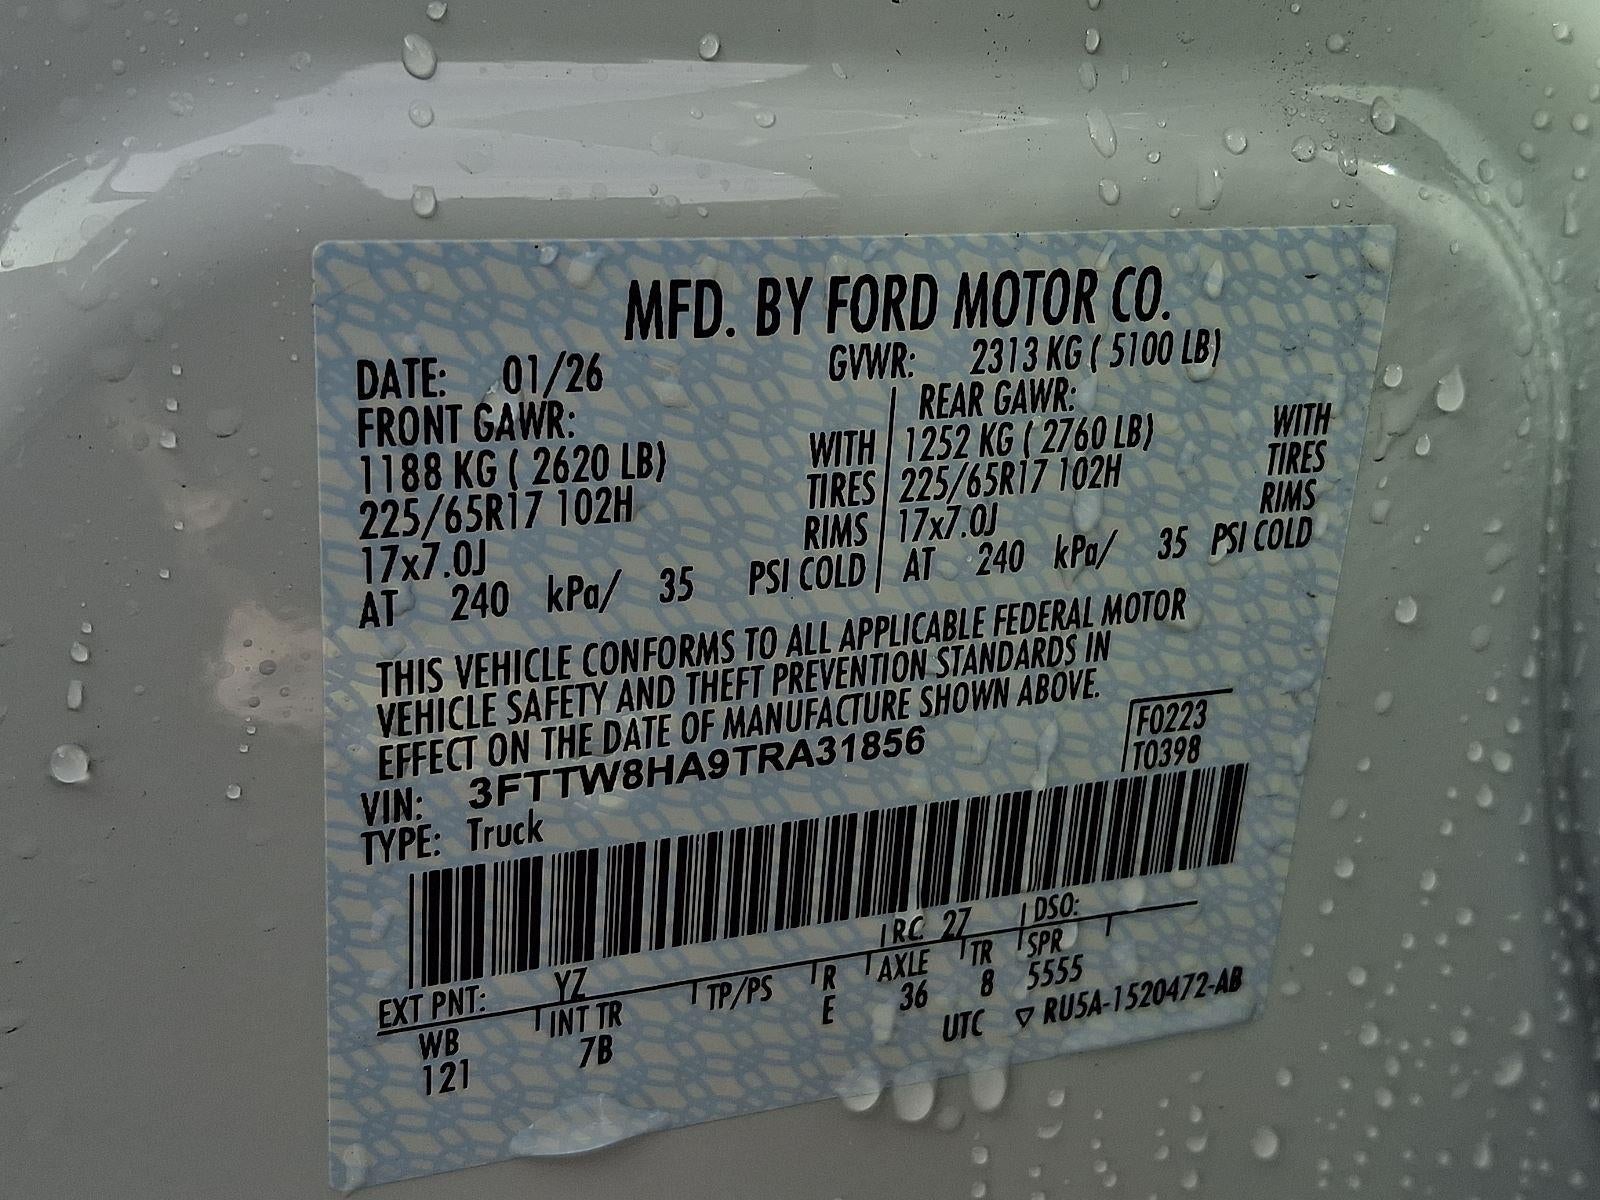 MFD. BY FORD MOTOR CO.
DATE: 01/26 GVWR: 2313 KG ( 5100 LB)
FRONT GAWR: REAR GAWR:
1188 KG ( 2620 LB) WITH 1252 KG ( 2760 LB) WITH
225/65R17 102H TIRES 225/65R17 102H TIRES
17x7.0J RIMS 17x7.0J RIMS
AT 240 kPa/ 35 PSI COLD AT 240 kPa/ 35 PSI COLD
THIS VEHICLE CONFORMS TO ALL APPLICABLE FEDERAL MOTOR
VEHICLE SAFETY AND THEFT PREVENTION STANDARDS IN
EFFECT ON THE DATE OF MANUFACTURE SHOWN ABOVE.
VIN: 3FTTW8HA9TRA31856 F0223
TYPE: Truck T0398
EXT PNT: YZ RC: 27 DSO:
WB INT TR TP/PS R AXLE TR SPR
121 7B E 36 8 5555
UTC ▽ RU5A-1520472-AB